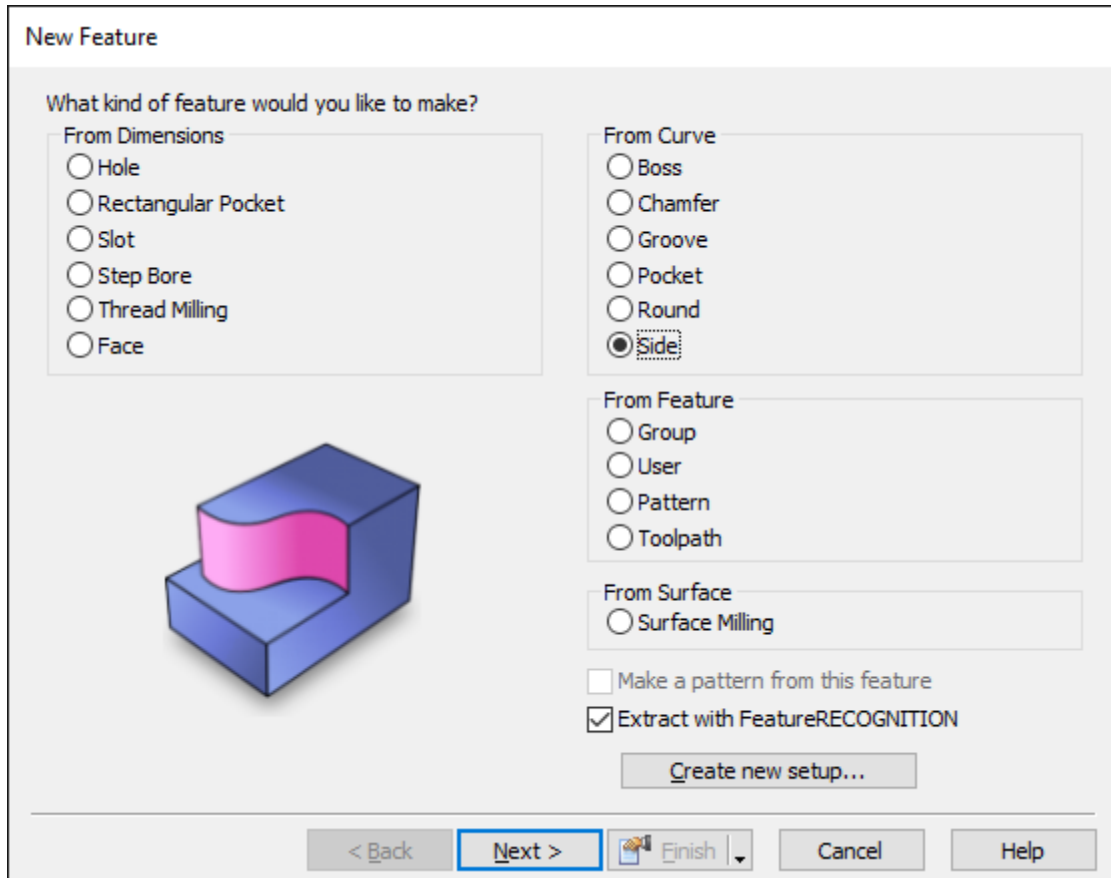 New Feature
What kind of feature would you like to make?
From Dimensions
Hole
Rectangular Pocket
Slot
Step Bore
Thread Milling
Face
From Curve
Boss
Chamfer
Groove
Pocket
Round
Side
From Feature
Group
User
Pattern
Toolpath
From Surface
Surface Milling
Make a pattern from this feature
Extract with FeatureRECOGNITION
Create new setup...
< Back
Next >
Finish
Cancel
Help